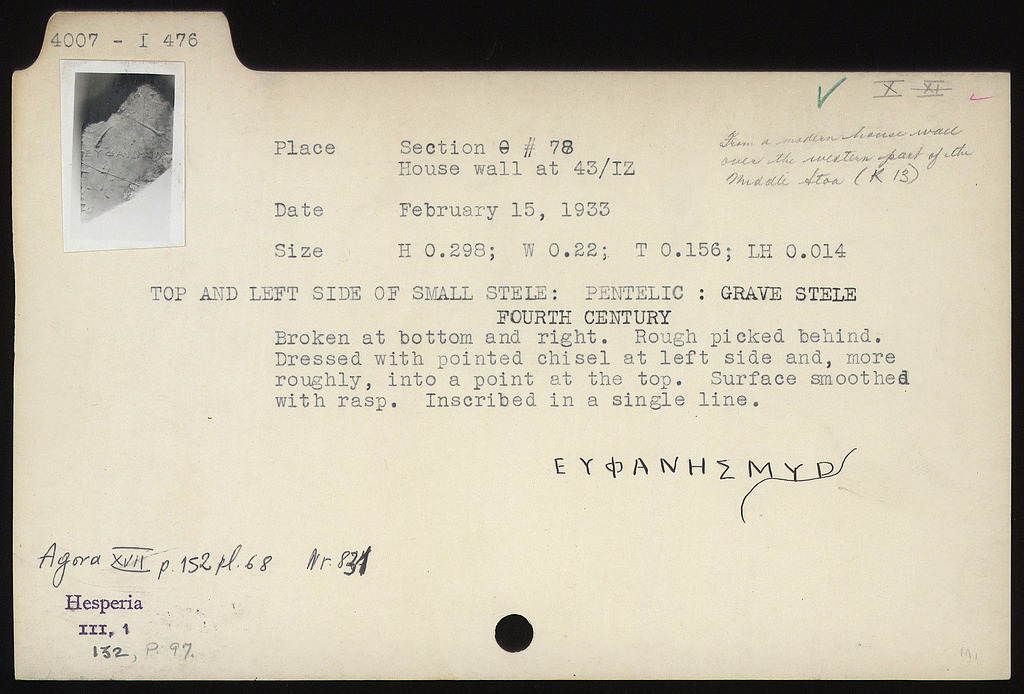 4007 - I 476
X XI
Place Section Θ # 78
House wall at 43/IZ
From a modern house wall
over the western part of the
Middle Stoa (K 13)
Date February 15, 1933
Size H 0.298; W 0.22; T 0.156; LH 0.014
TOP AND LEFT SIDE OF SMALL STELE: PENTELIC : GRAVE STELE
FOURTH CENTURY
Broken at bottom and right. Rough picked behind.
Dressed with pointed chisel at left side and, more
roughly, into a point at the top. Surface smoothed
with rasp. Inscribed in a single line.
ΕΥΦΑΝΗΣΜΥΡ
Agora XVII p. 152 pl. 68 Nr. 831
Hesperia
III, 1
132, P. 97.